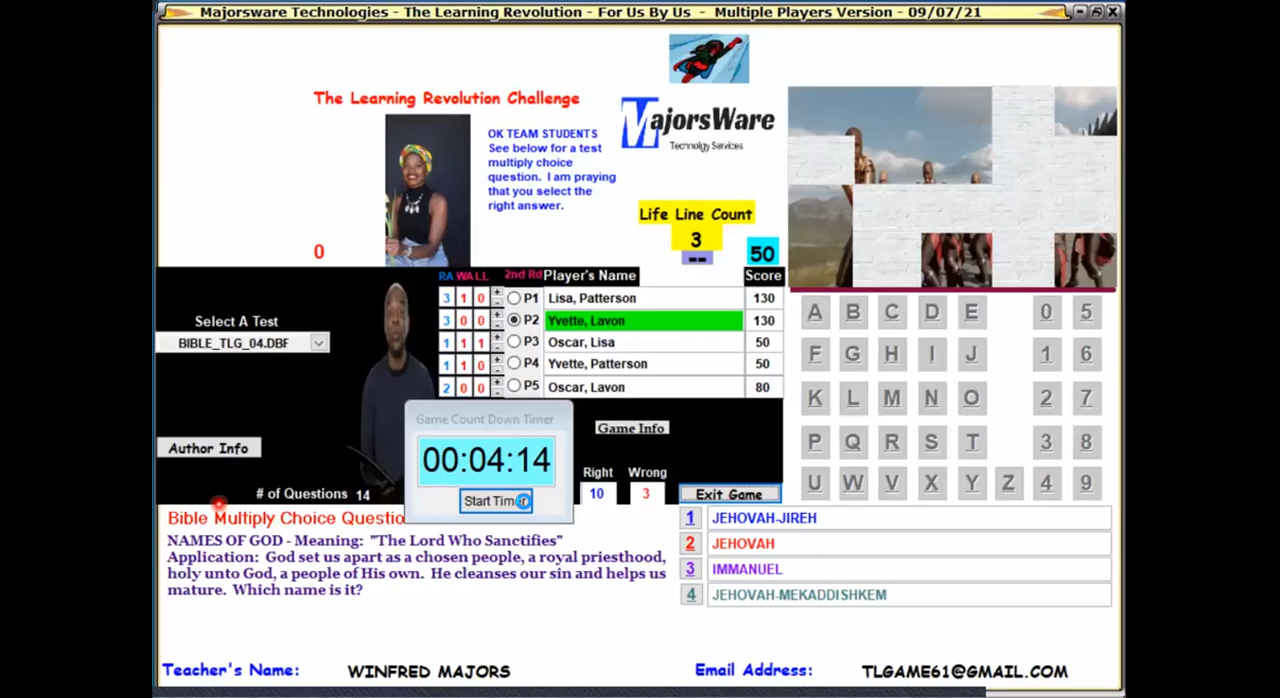 Majorsware Technologies - The Learning Revolution - For Us By Us - Multiple Players Version - 09/07/21
The Learning Revolution Challenge
MajorsWare
Technolgy Services
OK TEAM STUDENTS
See below for a test
multiply choice
question. I am praying
that you select the
right answer.
Life Line Count
3
--
50
0
RA WALL 2nd Rd Player's Name Score
3 1 0 + - P1 Lisa, Patterson 130
3 0 0 + - P2 Yvette, Lavon 130
1 1 1 + - P3 Oscar, Lisa 50
1 1 0 + - P4 Yvette, Patterson 50
2 0 0 + - P5 Oscar, Lavon 80
Select A Test
BIBLE_TLG_04.DBF
Game Count Down Timer
00:04:14
Start Timer
Game Info
Author Info
Right Wrong
10 3
Exit Game
# of Questions 14
A B C D E 0 5
F G H I J 1 6
K L M N O 2 7
P Q R S T 3 8
U V W X Y Z 4 9
Bible Multiply Choice Questio
NAMES OF GOD - Meaning: "The Lord Who Sanctifies"
Application: God set us apart as a chosen people, a royal priesthood,
holy unto God, a people of His own. He cleanses our sin and helps us
mature. Which name is it?
1 JEHOVAH-JIREH
2 JEHOVAH
3 IMMANUEL
4 JEHOVAH-MEKADDISHKEM
Teacher's Name: WINFRED MAJORS
Email Address: TLGAME61@GMAIL.COM